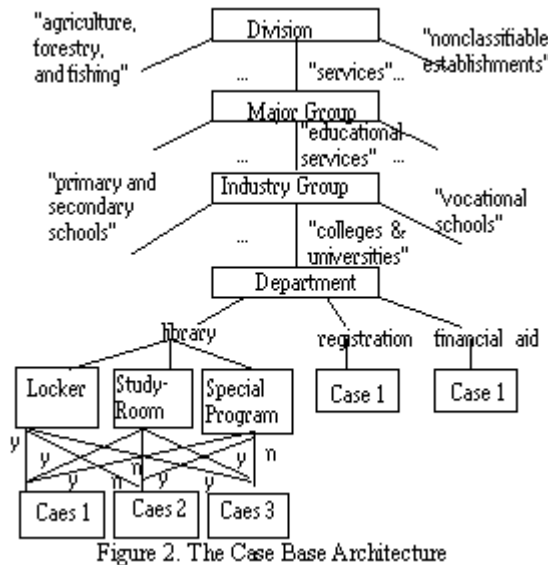 "agriculture,
forestry,
and fishing"
Division
"nonclassifiable
establishments"
...
"services"...
Major Group
"educational
services"
...
...
"primary and
secondary
schools"
Industry Group
"vocational
schools"
...
"colleges &
universities"
Department
library
registration
financial aid
Locker
Study-
Room
Special
Program
Case 1
Case 1
y
y
y
n
n
y
y
y
n
Caes 1
Caes 2
Caes 3
Figure 2. The Case Base Architecture